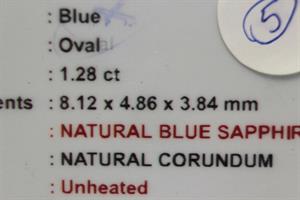 : Blue
5
: Oval
: 1.28 ct
ents : 8.12 x 4.86 x 3.84 mm
: NATURAL BLUE SAPPHIR
: NATURAL CORUNDUM
: Unheated